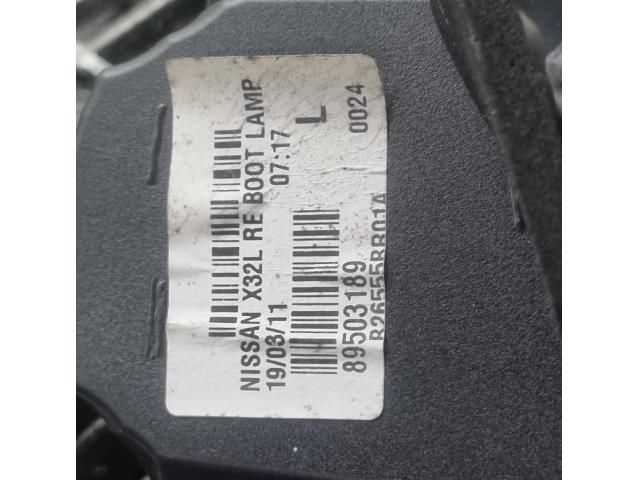 NISSAN X32L RE BOOT LAMP
19/03/11 07:17
L
89503189 0024